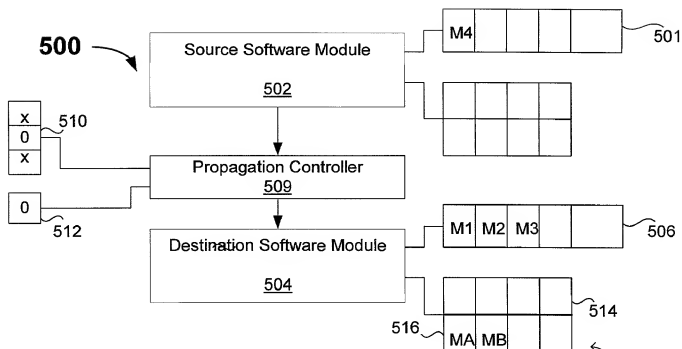 M4
501
500
Source Software Module
502
x
0
x
510
Propagation Controller
509
0
512
M1 M2 M3
506
Destination Software Module
504
514
516
MA MB